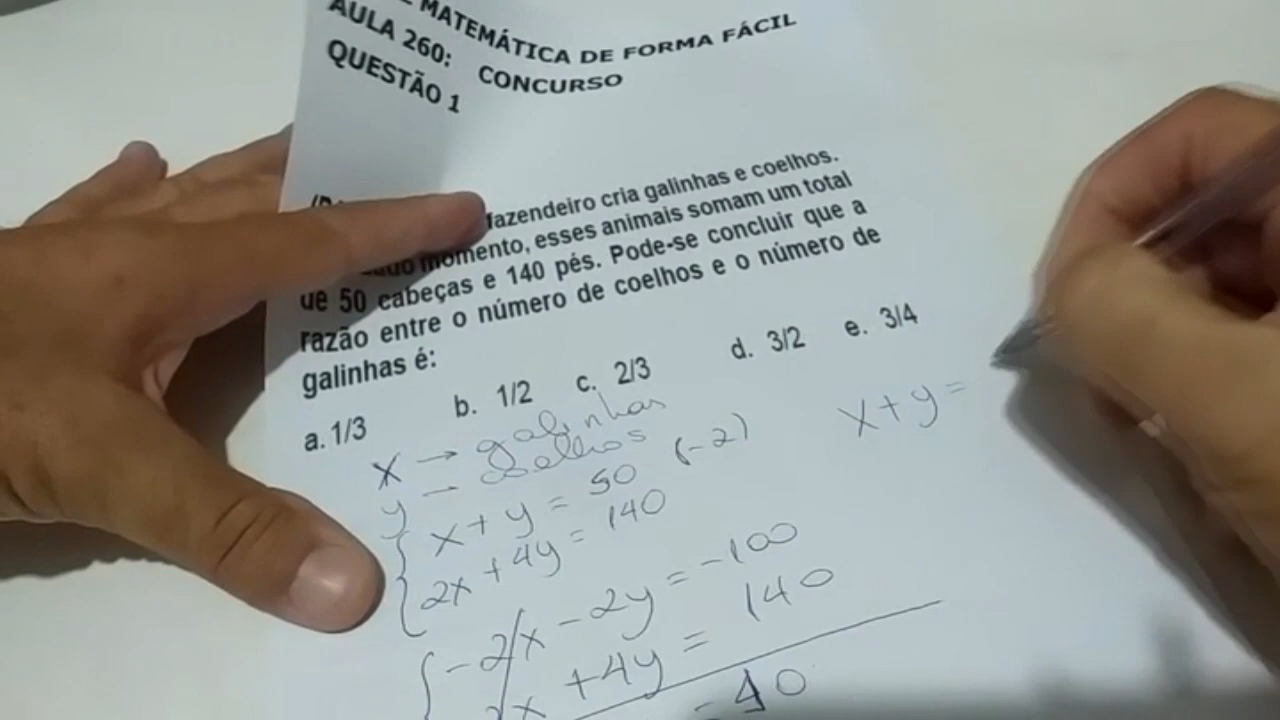 MATEMÁTICA DE FORMA FÁCIL
AULA 260: CONCURSO
QUESTÃO 1
fazendeiro cria galinhas e coelhos.
momento, esses animais somam um total
de 50 cabeças e 140 pés. Pode-se concluir que a
razão entre o número de coelhos e o número de
galinhas é:
a. 1/3 b. 1/2 c. 2/3 d. 3/2 e. 3/4
x → galinhas
y → coelhos
x + y = 50 (-2)
2x + 4y = 140
-2x - 2y = -100
2x + 4y = 140
40
x + y =